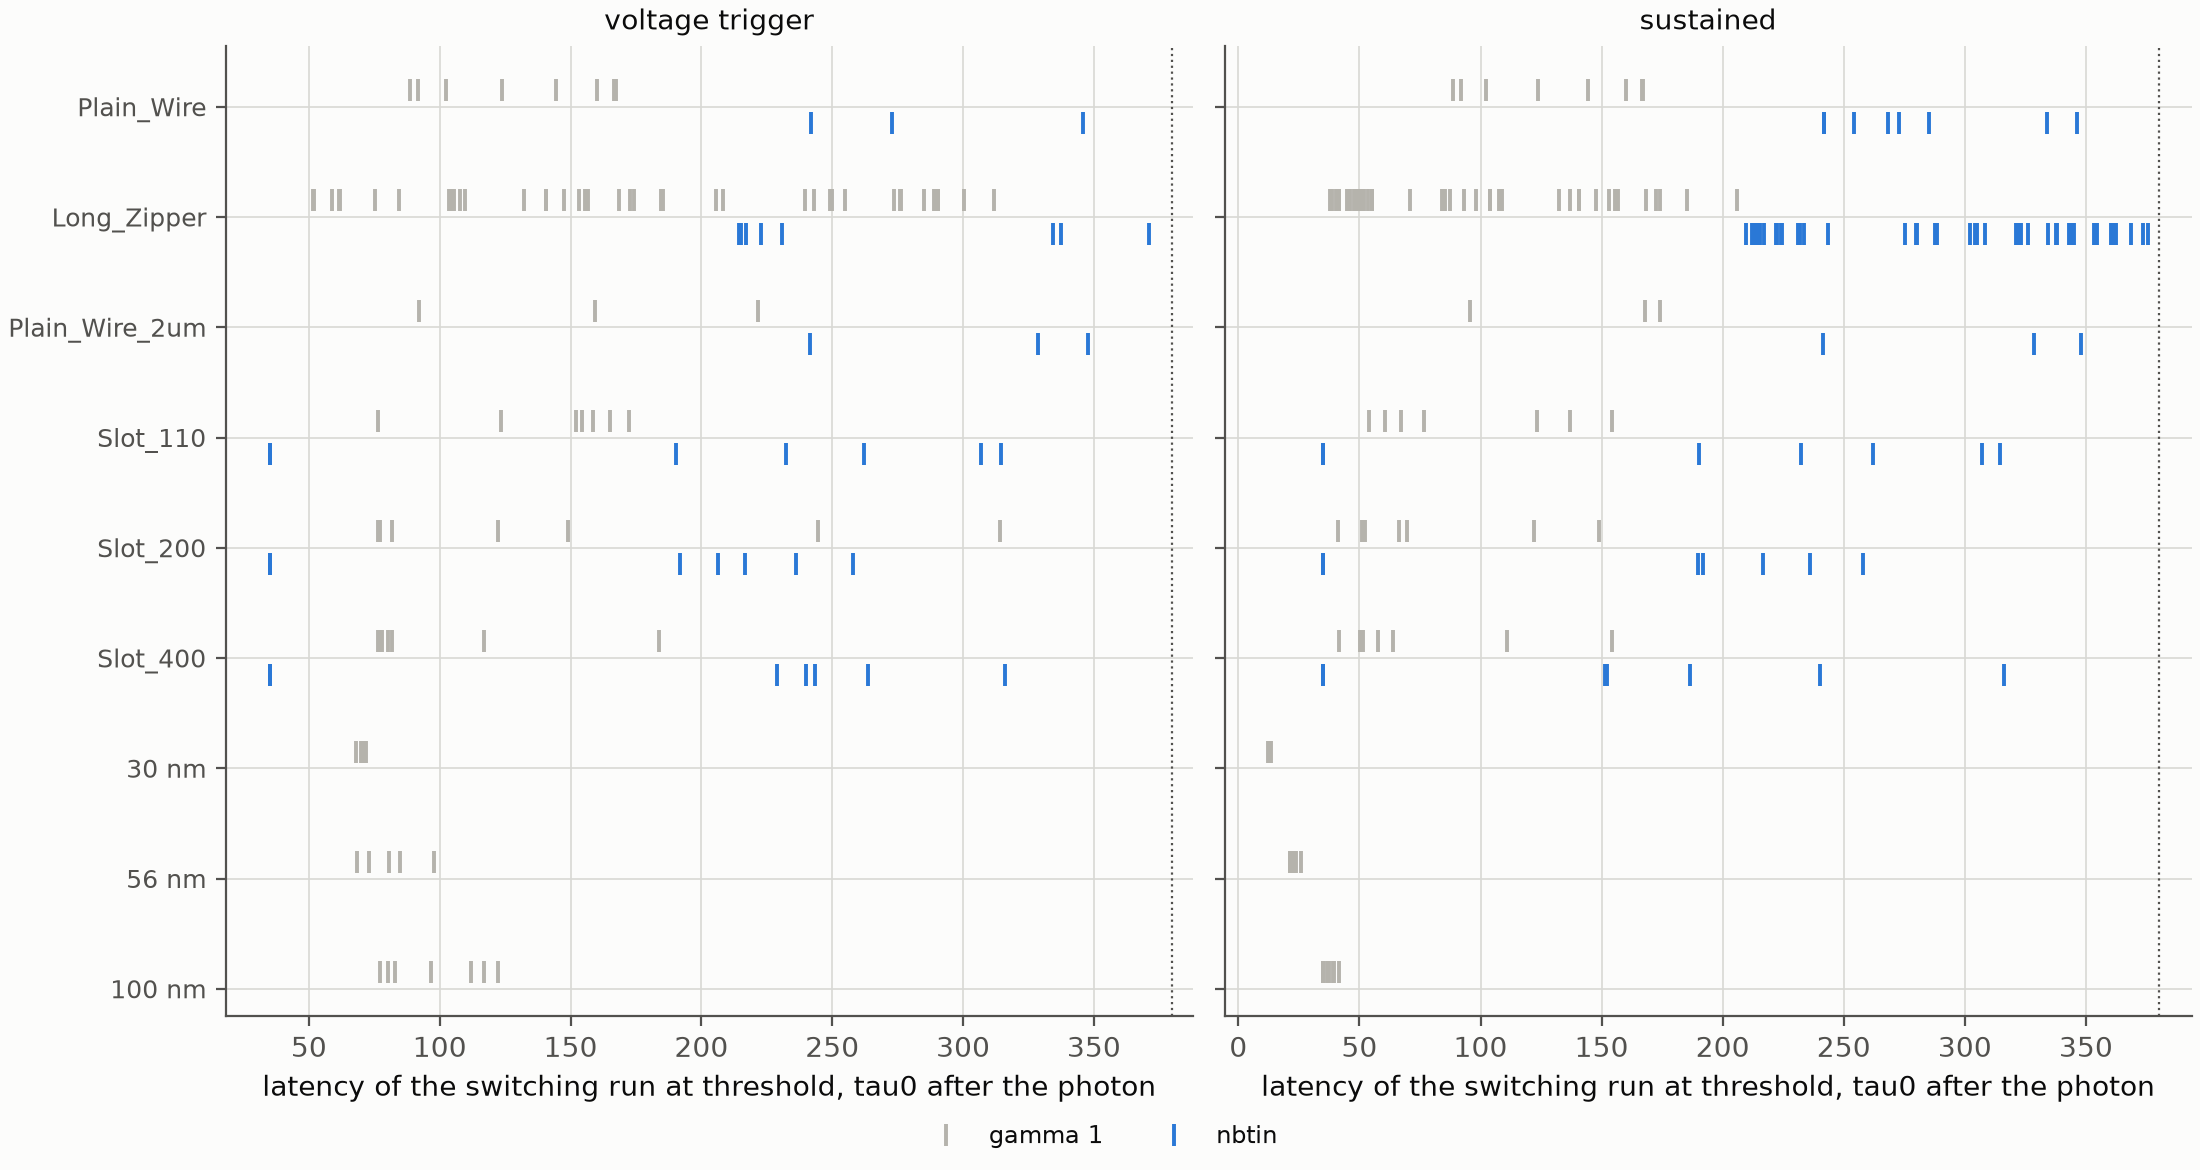 voltage trigger
sustained
Plain_Wire
Long_Zipper
Plain_Wire_2um
Slot_110
Slot_200
Slot_400
30 nm
56 nm
100 nm
50 100 150 200 250 300 350
0 50 100 150 200 250 300 350
latency of the switching run at threshold, tau0 after the photon
latency of the switching run at threshold, tau0 after the photon
gamma 1
nbtin